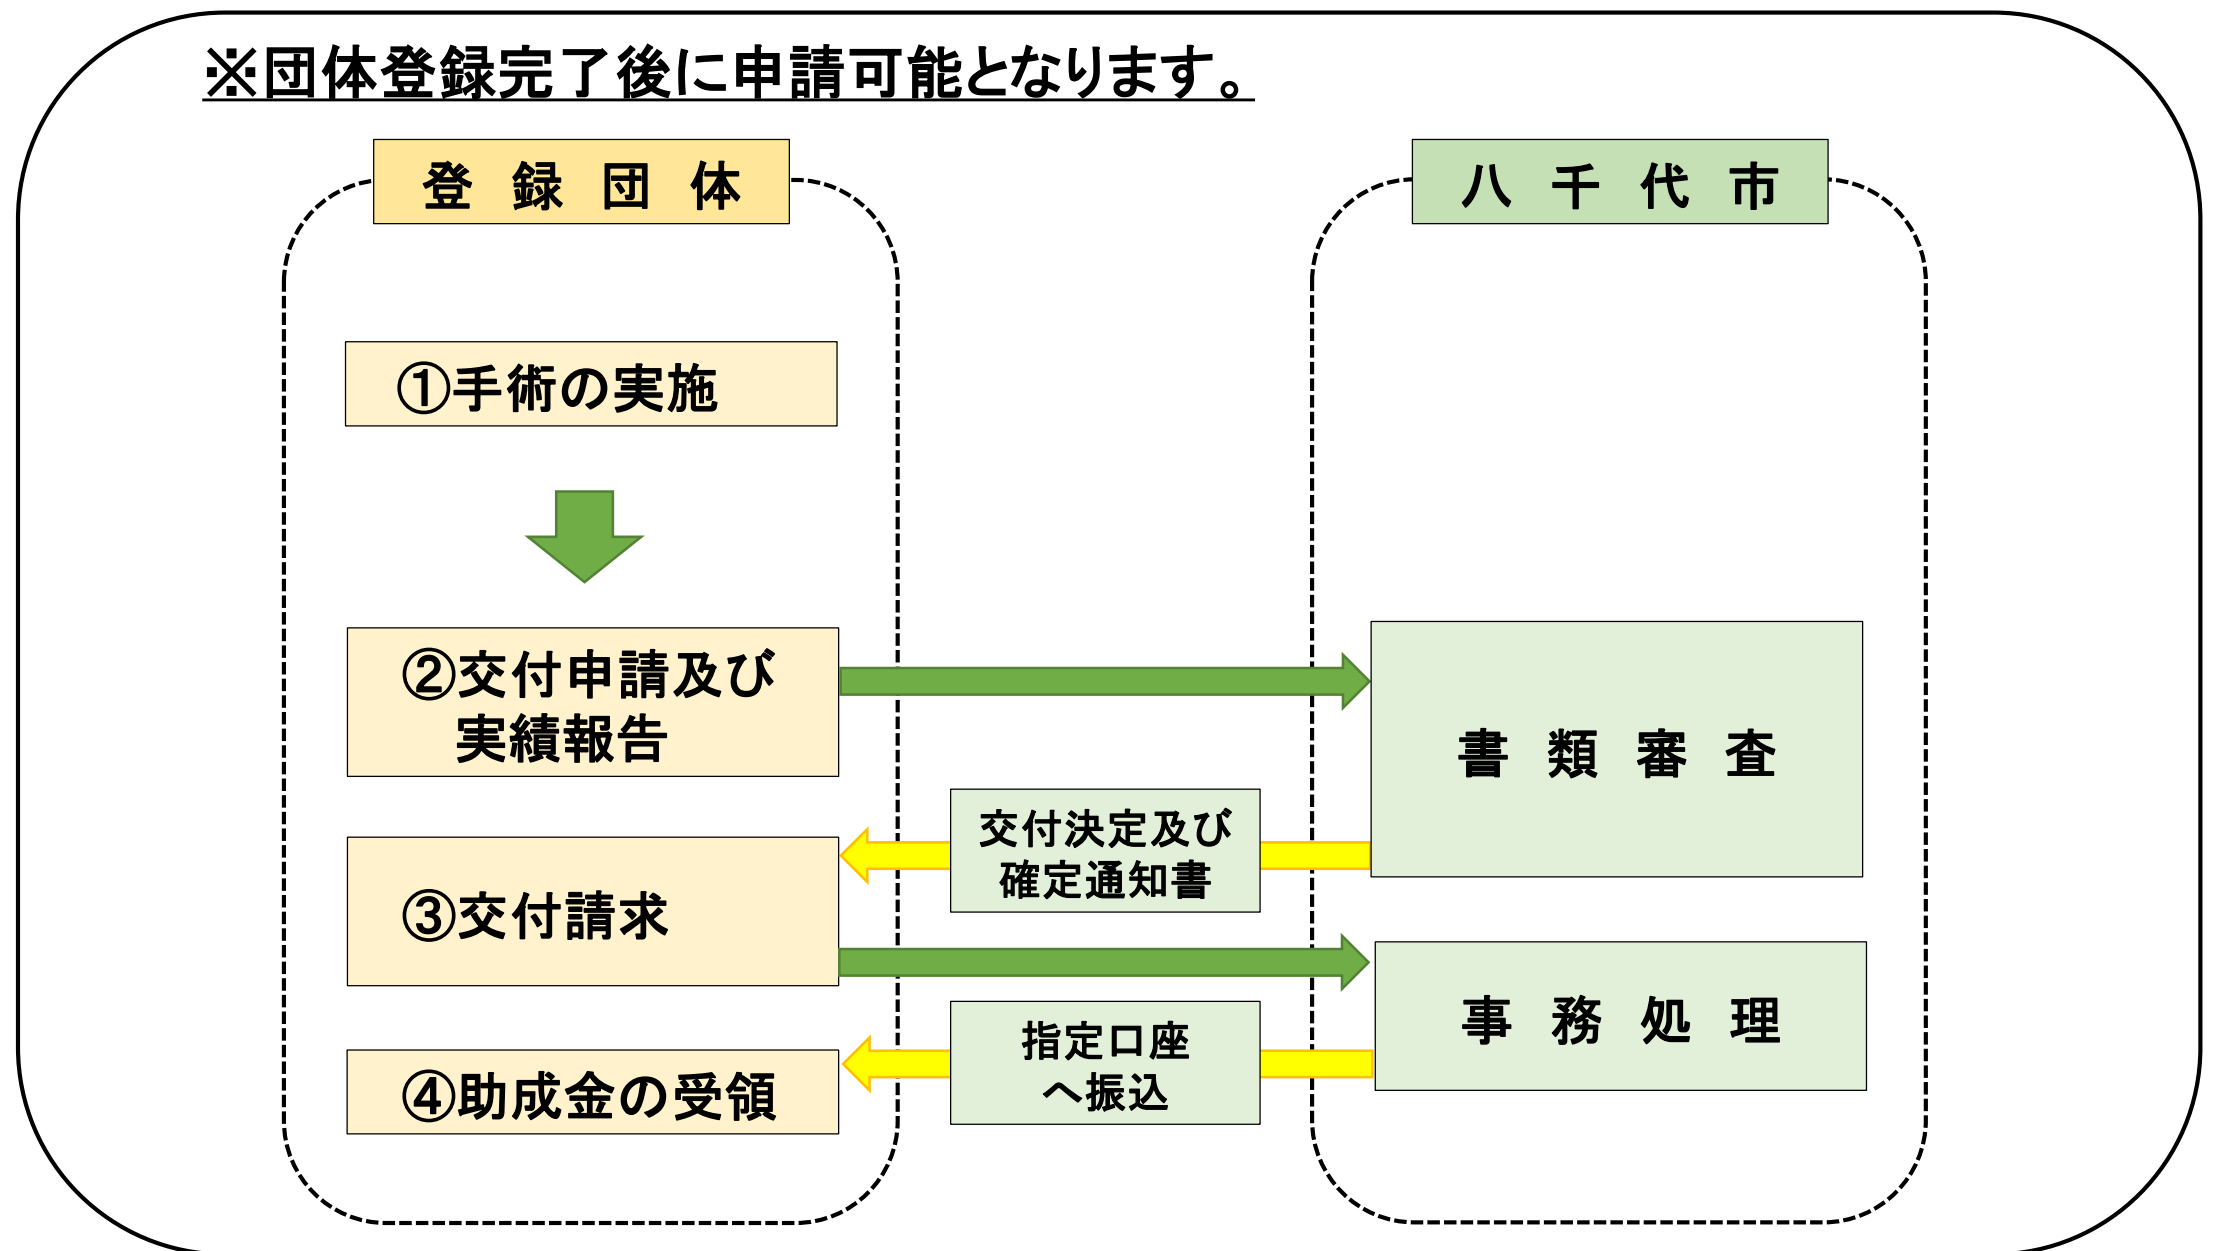 ※団体登録完了後に申請可能となります。
登録団体
八千代市
①手術の実施
②交付申請及び
実績報告
書類審査
交付決定及び
確定通知書
③交付請求
事務処理
指定口座
へ振込
④助成金の受領